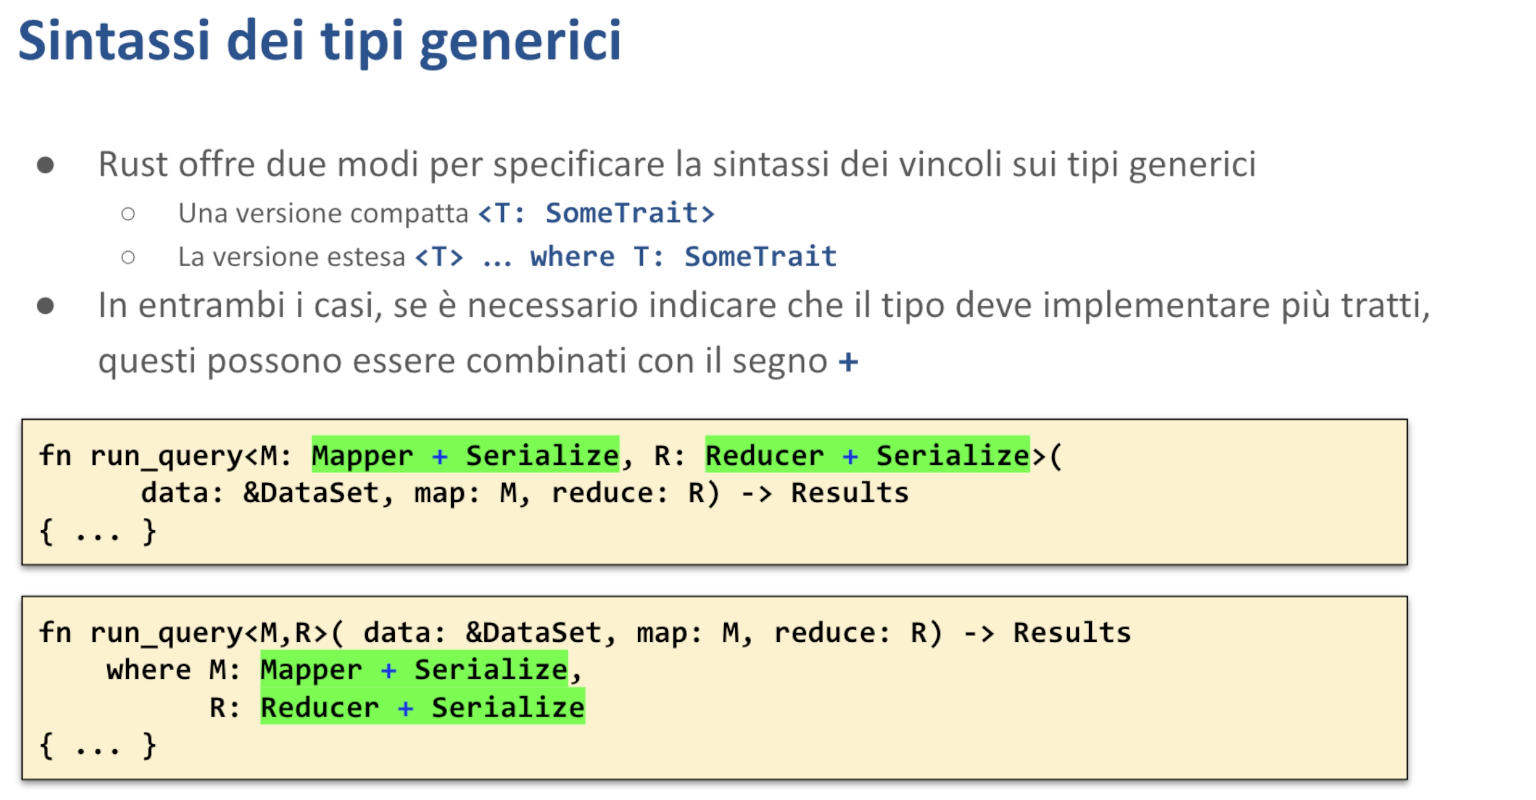 Sintassi dei tipi generici
● Rust offre due modi per specificare la sintassi dei vincoli sui tipi generici
○ Una versione compatta <T: SomeTrait>
○ La versione estesa <T> ... where T: SomeTrait
● In entrambi i casi, se è necessario indicare che il tipo deve implementare più tratti,
questi possono essere combinati con il segno +
fn run_query<M: Mapper + Serialize, R: Reducer + Serialize>(
data: &DataSet, map: M, reduce: R) -> Results
{ ... }
fn run_query<M,R>( data: &DataSet, map: M, reduce: R) -> Results
where M: Mapper + Serialize,
R: Reducer + Serialize
{ ... }